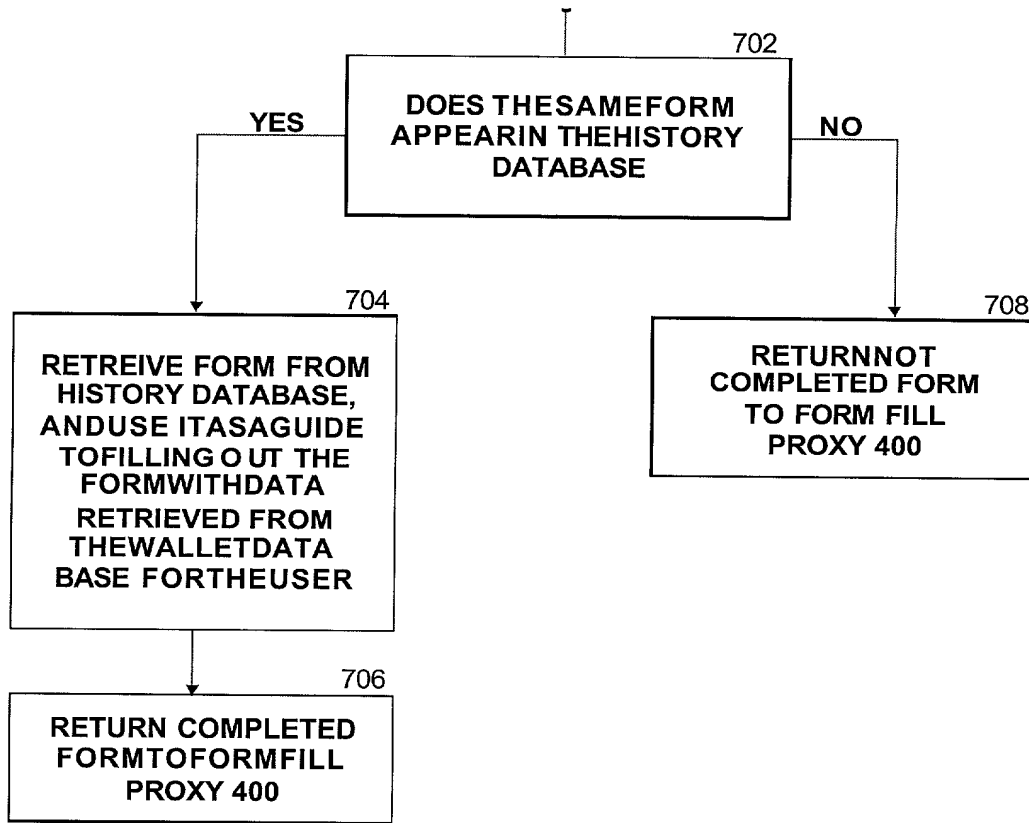 702
DOES THESAMEFORM
APPEARIN THEHISTORY
DATABASE
YES
NO
704
RETREIVE FORM FROM
HISTORY DATABASE,
ANDUSE ITASAGUIDE
TOFILLING O UT THE
FORMWITHDATA
RETRIEVED FROM
THEWALLETDATA
BASE FORTHEUSER
708
RETURNNOT
COMPLETED FORM
TO FORM FILL
PROXY 400
706
RETURN COMPLETED
FORMTOFORMFILL
PROXY 400